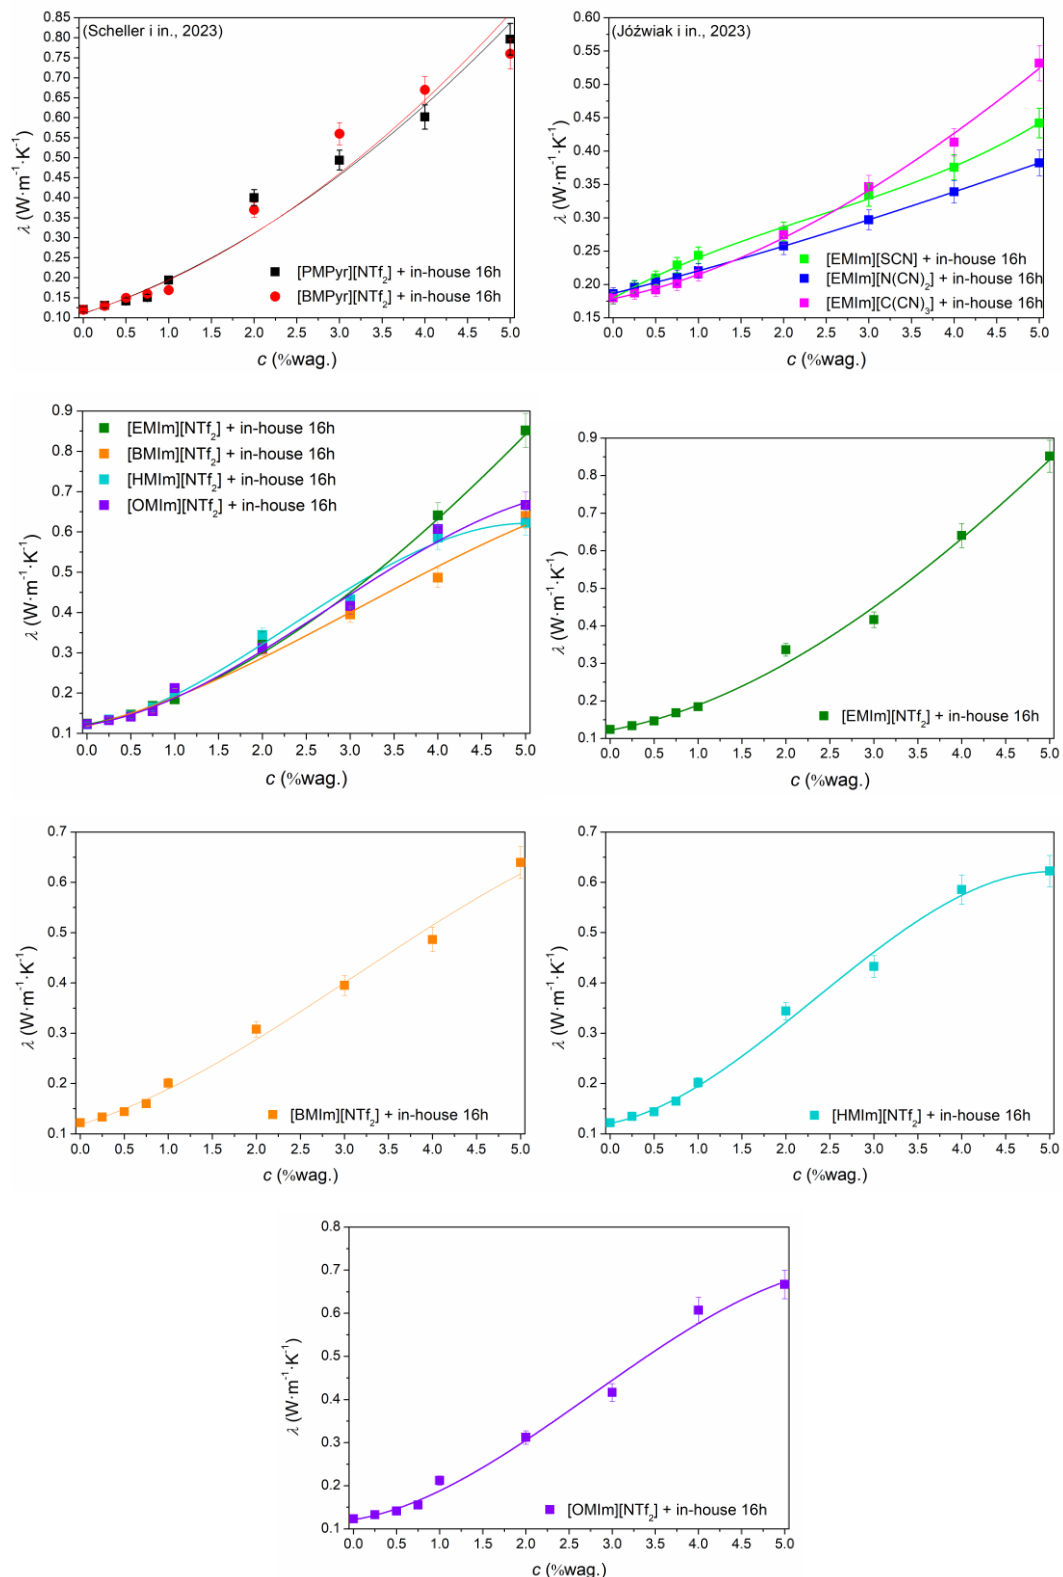 (Scheller i in., 2023)
λ (W·m⁻¹·K⁻¹)
0.85
0.80
0.75
0.70
0.65
0.60
0.55
0.50
0.45
0.40
0.35
0.30
0.25
0.20
0.15
0.10
[PMPyr][NTf₂] + in-house 16h
[BMPyr][NTf₂] + in-house 16h
0.0 0.5 1.0 1.5 2.0 2.5 3.0 3.5 4.0 4.5 5.0
c (%wag.)
(Jóźwiak i in., 2023)
λ (W·m⁻¹·K⁻¹)
0.60
0.55
0.50
0.45
0.40
0.35
0.30
0.25
0.20
0.15
[EMIm][SCN] + in-house 16h
[EMIm][N(CN)₂] + in-house 16h
[EMIm][C(CN)₃] + in-house 16h
0.0 0.5 1.0 1.5 2.0 2.5 3.0 3.5 4.0 4.5 5.0
c (%wag.)
λ (W·m⁻¹·K⁻¹)
0.9
0.8
0.7
0.6
0.5
0.4
0.3
0.2
0.1
[EMIm][NTf₂] + in-house 16h
[BMIm][NTf₂] + in-house 16h
[HMIm][NTf₂] + in-house 16h
[OMIm][NTf₂] + in-house 16h
0.0 0.5 1.0 1.5 2.0 2.5 3.0 3.5 4.0 4.5 5.0
c (%wag.)
λ (W·m⁻¹·K⁻¹)
0.9
0.8
0.7
0.6
0.5
0.4
0.3
0.2
0.1
[EMIm][NTf₂] + in-house 16h
0.0 0.5 1.0 1.5 2.0 2.5 3.0 3.5 4.0 4.5 5.0
c (%wag.)
λ (W·m⁻¹·K⁻¹)
0.7
0.6
0.5
0.4
0.3
0.2
0.1
[BMIm][NTf₂] + in-house 16h
0.0 0.5 1.0 1.5 2.0 2.5 3.0 3.5 4.0 4.5 5.0
c (%wag.)
λ (W·m⁻¹·K⁻¹)
0.7
0.6
0.5
0.4
0.3
0.2
0.1
[HMIm][NTf₂] + in-house 16h
0.0 0.5 1.0 1.5 2.0 2.5 3.0 3.5 4.0 4.5 5.0
c (%wag.)
λ (W·m⁻¹·K⁻¹)
0.8
0.7
0.6
0.5
0.4
0.3
0.2
0.1
[OMIm][NTf₂] + in-house 16h
0.0 0.5 1.0 1.5 2.0 2.5 3.0 3.5 4.0 4.5 5.0
c (%wag.)